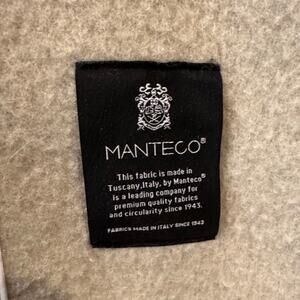 MANTECO®
This fabric is made in
Tuscany,Italy, by Manteco®
is a leading company for
premium quality fabrics
and circularity since 1943.
FABRICS MADE IN ITALY SINCE 1943